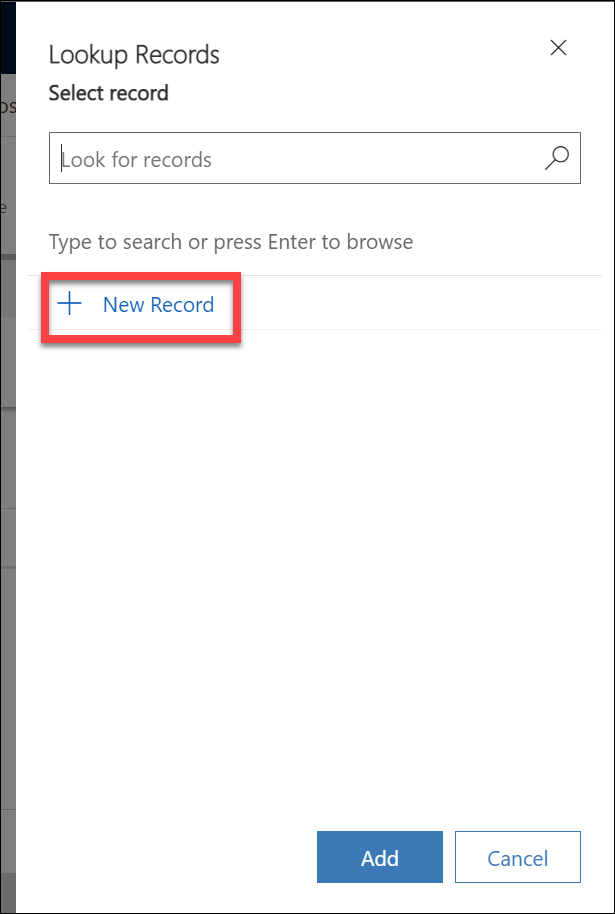 Lookup Records
Select record
Look for records
Type to search or press Enter to browse
New Record
Add
Cancel